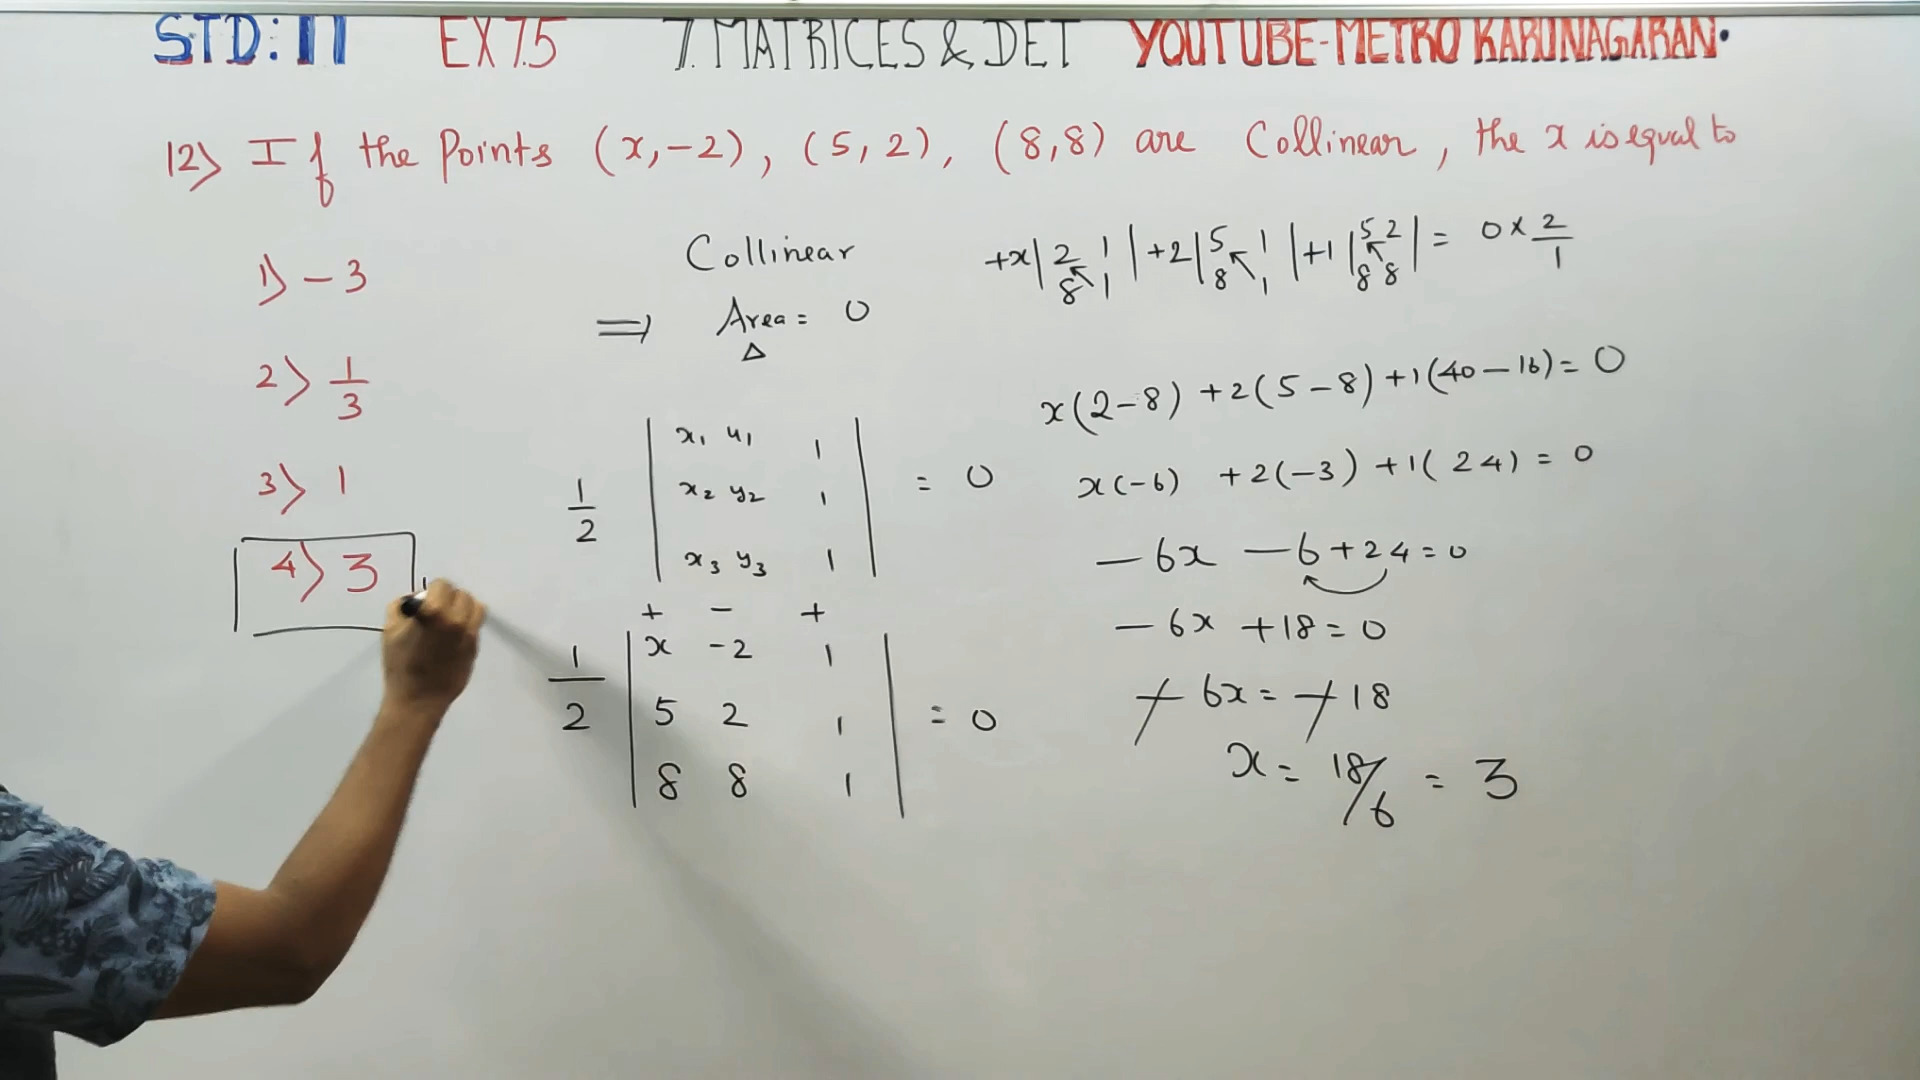 STD: 11 EX 7.5 7. MATRICES & DET YOUTUBE-METRO KARUNAGARAN.
12) If the Points (x,-2), (5,2), (8,8) are Collinear, the x is equal to
1) -3
2) 1/3
3) 1
4) 3
Collinear
⇒ Area = 0
Δ
1/2 | x₁ y₁ 1 |
| x₂ y₂ 1 | = 0
| x₃ y₃ 1 |
+ - +
1/2 | x -2 1 |
| 5 2 1 | = 0
| 8 8 1 |
+x |2 1; 8 1| +2 |5 1; 8 1| +1 |5 2; 8 8| = 0 × 2/1
x(2-8) +2(5-8) +1(40-16) = 0
x(-6) +2(-3) +1(24) = 0
-6x -6+24=0
-6x +18=0
-6x = -18
x = 18/6 = 3